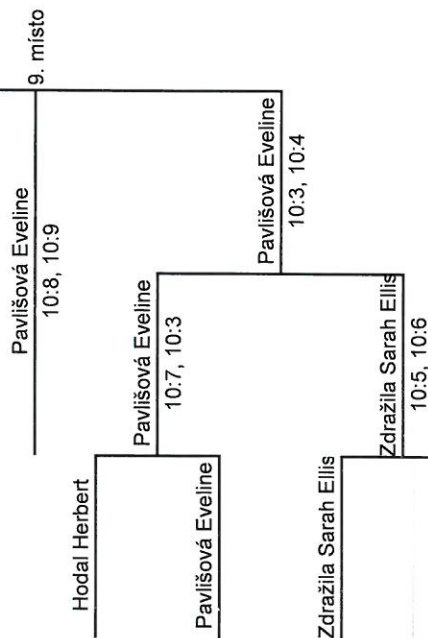 9. místo
Pavlišová Eveline
10:8, 10:9
Pavlišová Eveline
10:3, 10:4
Pavlišová Eveline
10:7, 10:3
Zdražila Sarah Ellis
10:5, 10:6
Hodal Herbert
Pavlišová Eveline
Zdražila Sarah Ellis